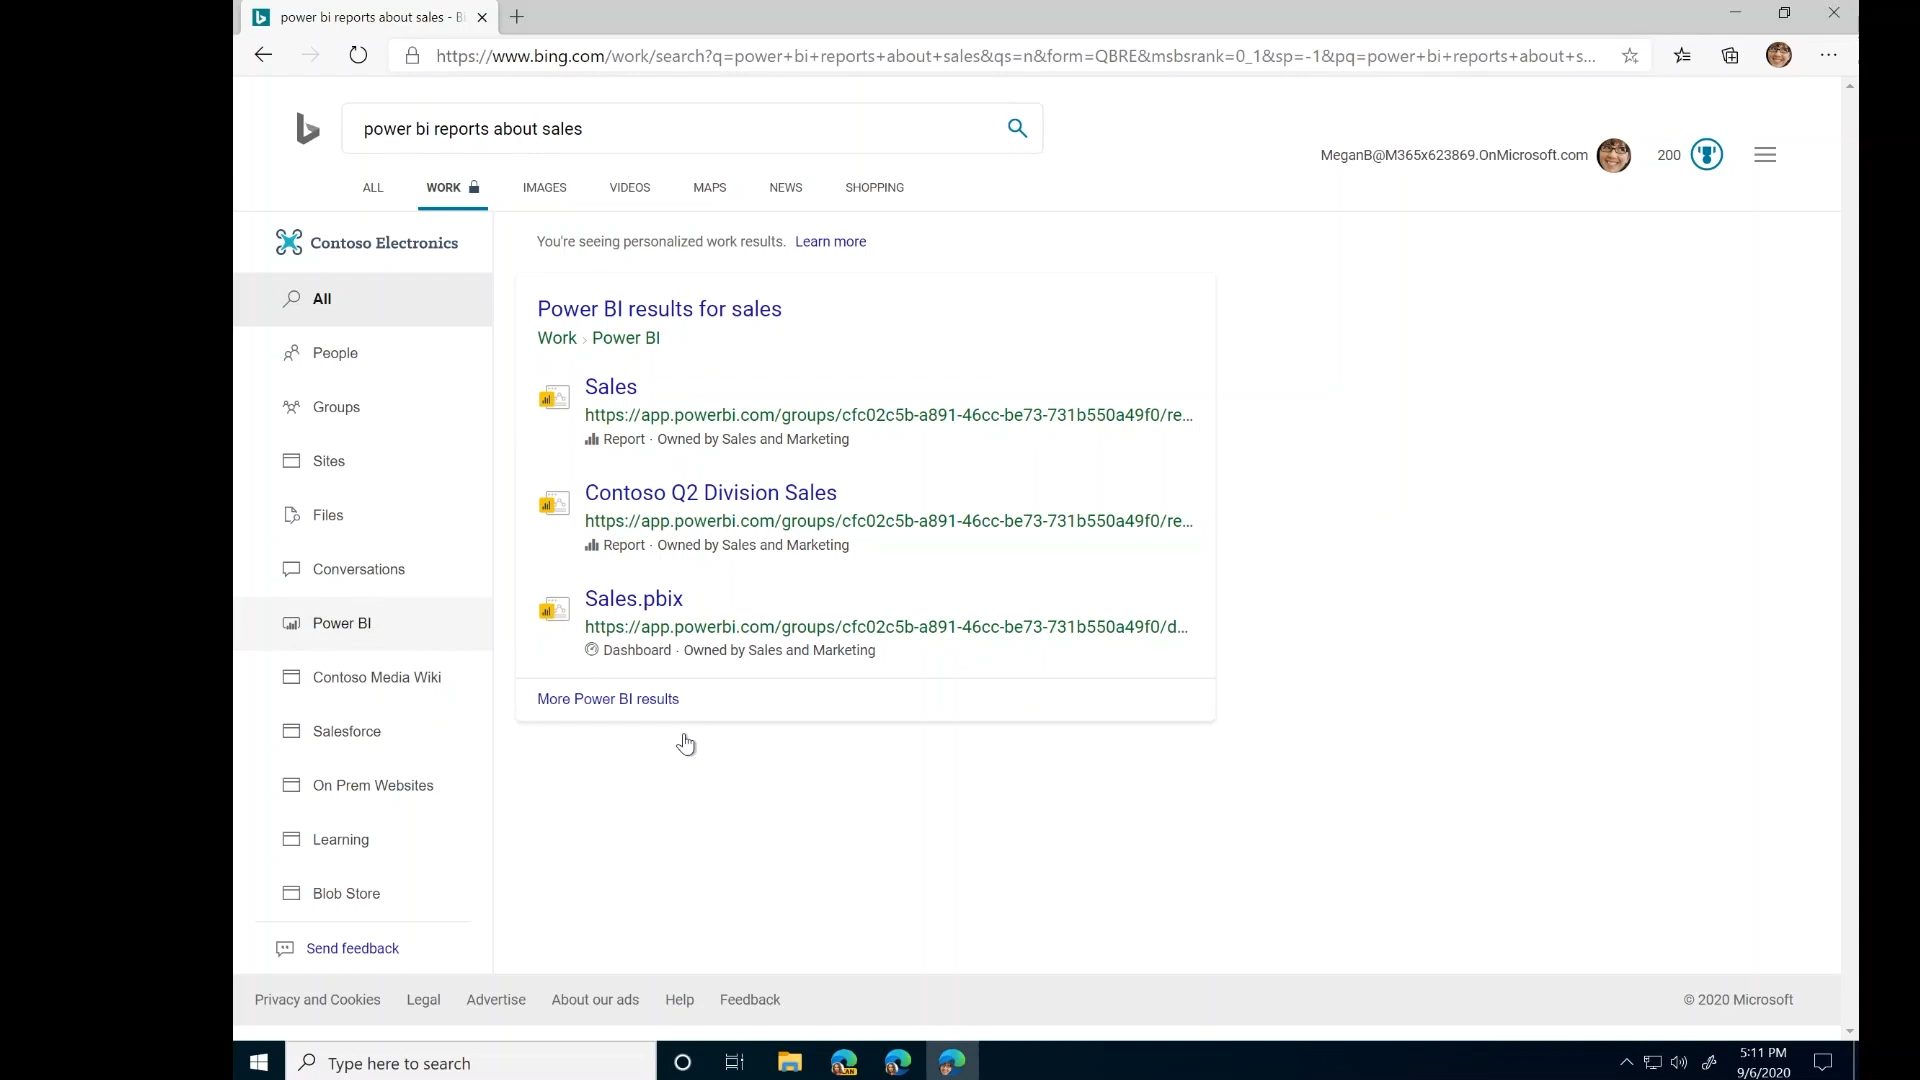 power bi reports about sales - Bi
https://www.bing.com/work/search?q=power+bi+reports+about+sales&qs=n&form=QBRE&msbsrank=0_1&sp=-1&pq=power+bi+reports+about+s...
power bi reports about sales
MeganB@M365x623869.OnMicrosoft.com 200
ALL WORK IMAGES VIDEOS MAPS NEWS SHOPPING
Contoso Electronics
All
People
Groups
Sites
Files
Conversations
Power BI
Contoso Media Wiki
Salesforce
On Prem Websites
Learning
Blob Store
Send feedback
You're seeing personalized work results. Learn more
Power BI results for sales
Work › Power BI
Sales
https://app.powerbi.com/groups/cfc02c5b-a891-46cc-be73-731b550a49f0/re...
Report · Owned by Sales and Marketing
Contoso Q2 Division Sales
https://app.powerbi.com/groups/cfc02c5b-a891-46cc-be73-731b550a49f0/re...
Report · Owned by Sales and Marketing
Sales.pbix
https://app.powerbi.com/groups/cfc02c5b-a891-46cc-be73-731b550a49f0/d...
Dashboard · Owned by Sales and Marketing
More Power BI results
Privacy and Cookies Legal Advertise About our ads Help Feedback © 2020 Microsoft
Type here to search
5:11 PM
9/6/2020